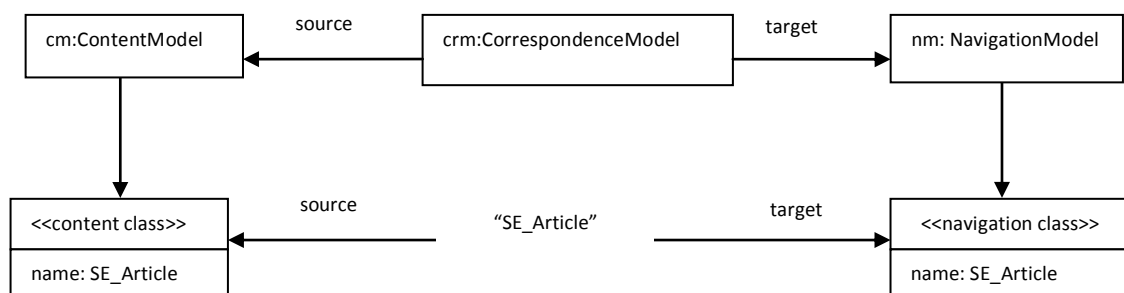 source
target
cm:ContentModel
crm:CorrespondenceModel
nm: NavigationModel
source
“SE_Article”
target
<<content class>>
<<navigation class>>
name: SE_Article
name: SE_Article